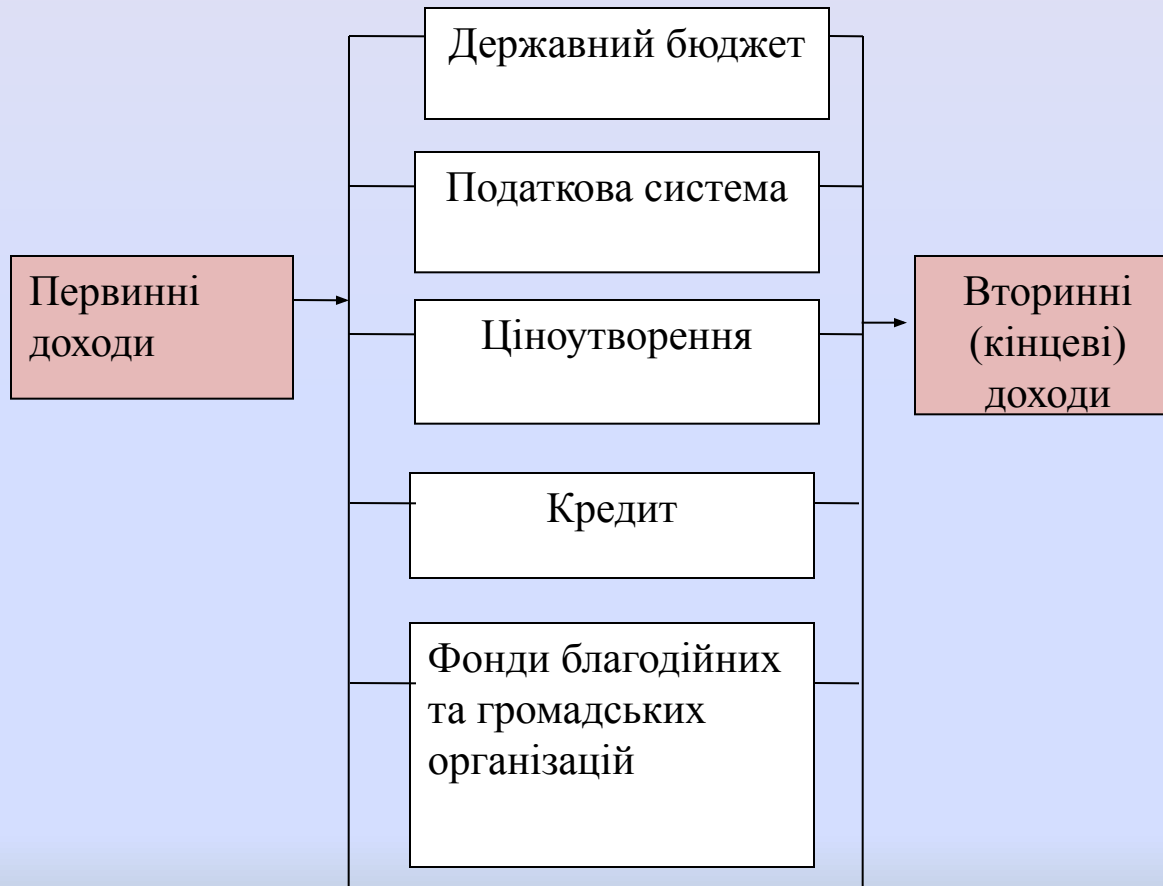 Державний бюджет
Податкова система
Первинні
доходи
Ціноутворення
Вторинні
(кінцеві)
доходи
Кредит
Фонди благодійних
та громадських
організацій